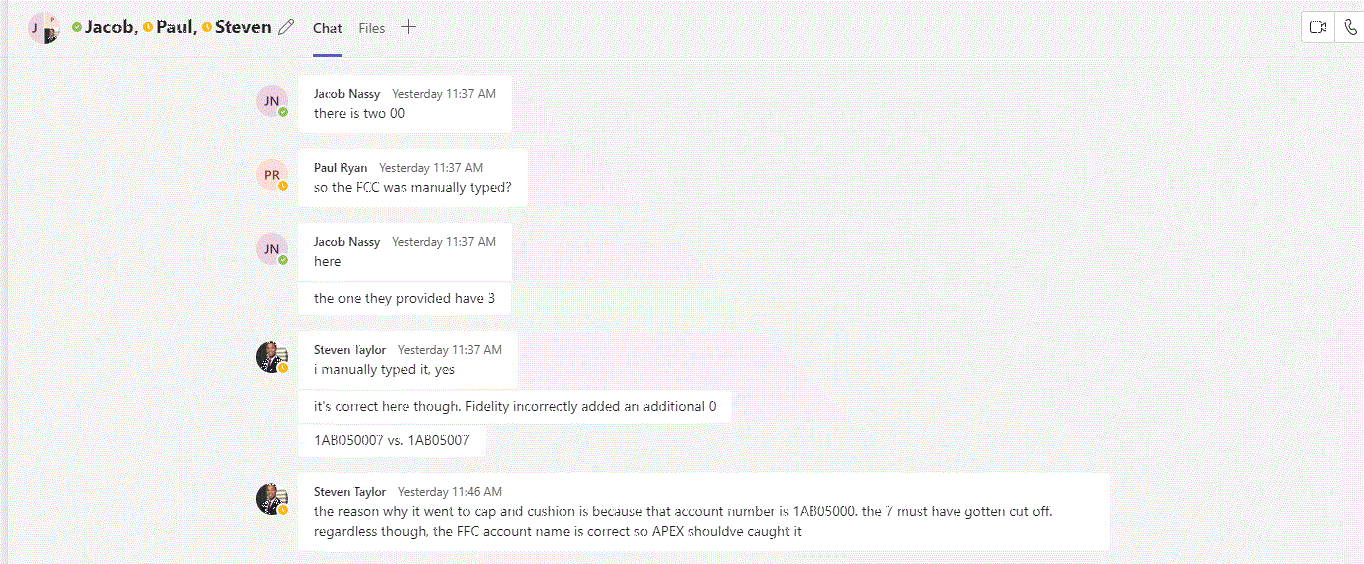 J
P
Jacob, Paul, Steven Chat Files
JN
Jacob Nassy Yesterday 11:37 AM
there is two 00
PR
Paul Ryan Yesterday 11:37 AM
so the FCC was manually typed?
JN
Jacob Nassy Yesterday 11:37 AM
here
the one they provided have 3
Steven Taylor Yesterday 11:37 AM
i manually typed it, yes
it's correct here though. Fidelity incorrectly added an additional 0
1AB050007 vs. 1AB05007
Steven Taylor Yesterday 11:46 AM
the reason why it went to cap and cushion is because that account number is 1AB05000. the 7 must have gotten cut off.
regardless though, the FFC account name is correct so APEX shouldve caught it